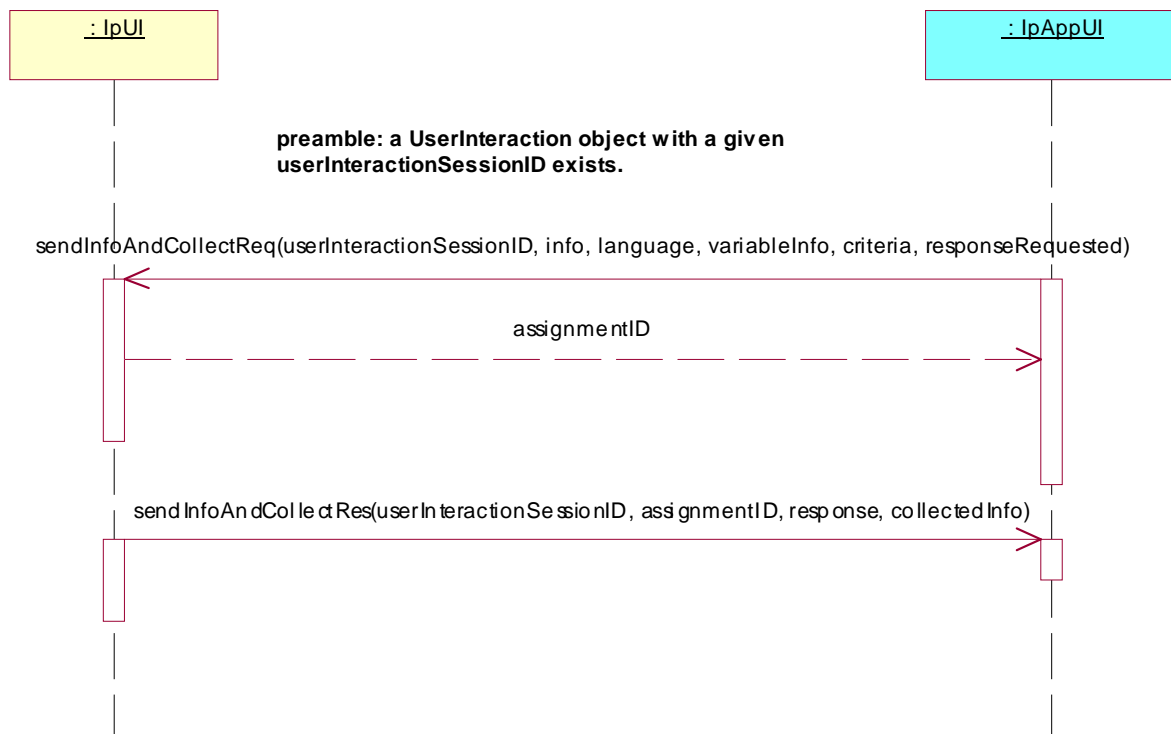 : IpUI
: IpAppUI
preamble: a UserInteraction object with a given
userInteractionSessionID exists.
sendInfoAndCollectReq(userInteractionSessionID, info, language, variableInfo, criteria, responseRequested)
assignmentID
sendInfoAndCollectRes(userInteractionSessionID, assignmentID, response, collectedInfo)